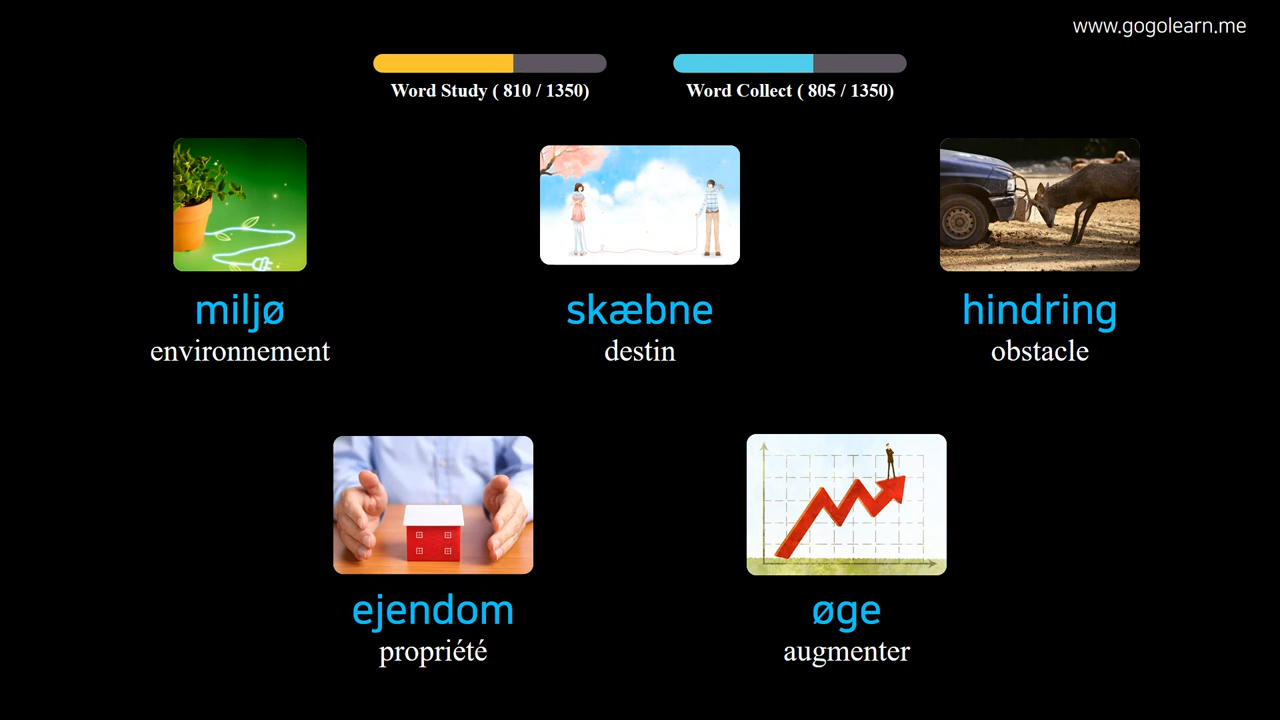 www.gogolearn.me
Word Study ( 810 / 1350)
Word Collect ( 805 / 1350)
miljø
environnement
skæbne
destin
hindring
obstacle
ejendom
propriété
øge
augmenter